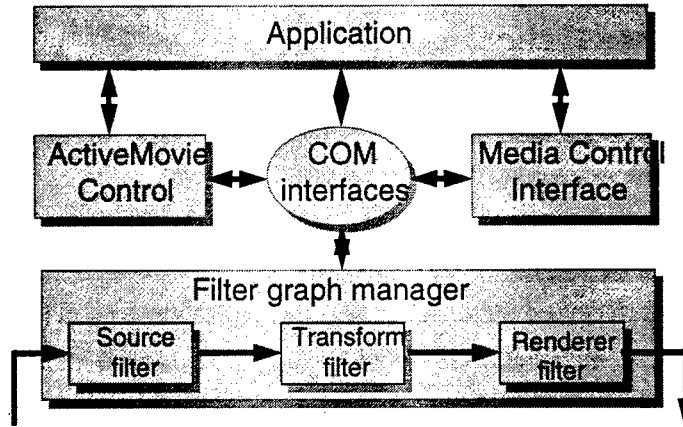 Application
ActiveMovie
Control
COM
interfaces
Media Control
Interface
Filter graph manager
Source
filter
Transform
filter
Renderer
filter